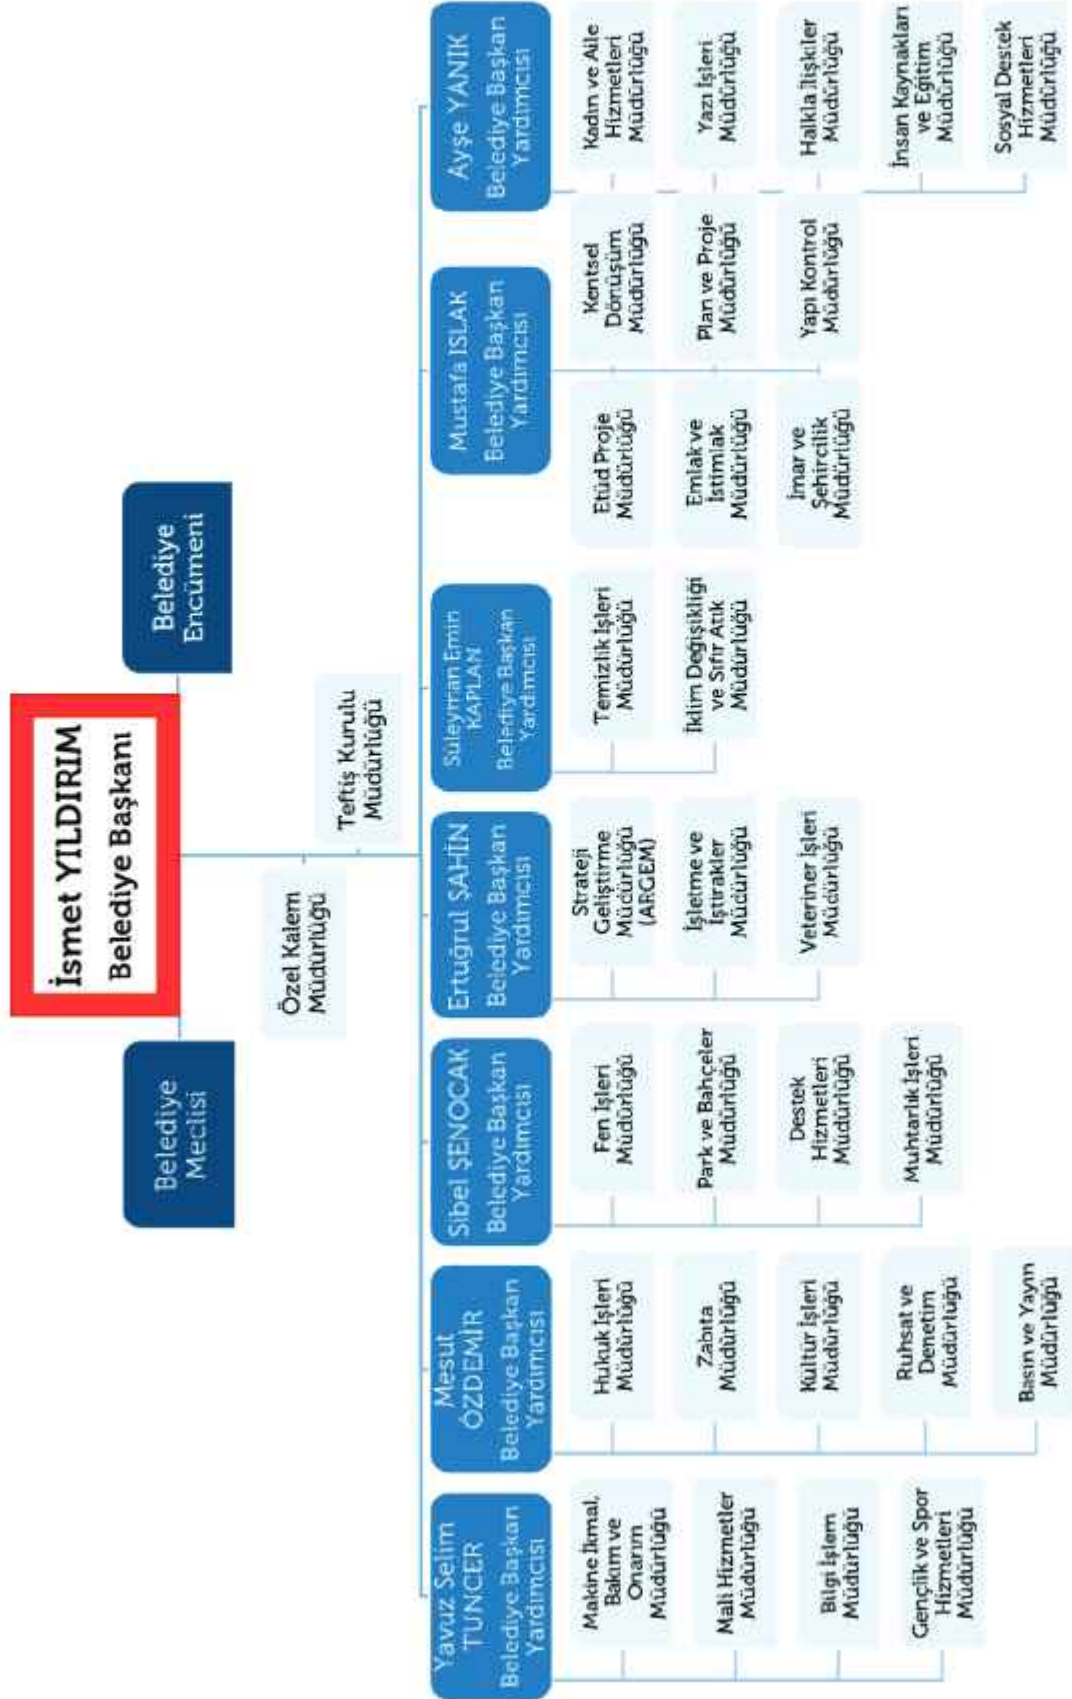 İsmet YILDIRIM
Belediye Başkanı
Belediye
Meclisi
Belediye
Encümeni
Özel Kalem
Müdürlüğü
Teftiş Kurulu
Müdürlüğü
Yavuz Selim
TUNCER
Belediye Başkan
Yardımcısı
Makine İkmal,
Bakım ve
Onarım
Müdürlüğü
Mali Hizmetler
Müdürlüğü
Bilgi İşlem
Müdürlüğü
Gençlik ve Spor
Hizmetleri
Müdürlüğü
Mesut
ÖZDEMİR
Belediye Başkan
Yardımcısı
Hukuk İşleri
Müdürlüğü
Zabıta
Müdürlüğü
Kültür İşleri
Müdürlüğü
Ruhsat ve
Denetim
Müdürlüğü
Basın ve Yayın
Müdürlüğü
Sibel ŞENOCAK
Belediye Başkan
Yardımcısı
Fen İşleri
Müdürlüğü
Park ve Bahçeler
Müdürlüğü
Destek
Hizmetleri
Müdürlüğü
Muhtarlık İşleri
Müdürlüğü
Ertuğrul ŞAHİN
Belediye Başkan
Yardımcısı
Strateji
Geliştirme
Müdürlüğü
(ARGEM)
İşletme ve
İştirakler
Müdürlüğü
Veteriner İşleri
Müdürlüğü
Süleyman Emin
KAPLAN
Belediye Başkan
Yardımcısı
Temizlik İşleri
Müdürlüğü
İklim Değişikliği
ve Sıfır Atık
Müdürlüğü
Mustafa ISLAK
Belediye Başkan
Yardımcısı
Etüd Proje
Müdürlüğü
Kentsel
Dönüşüm
Müdürlüğü
Emlak ve
İstimlak
Müdürlüğü
Plan ve Proje
Müdürlüğü
İmar ve
Şehircilik
Müdürlüğü
Yapı Kontrol
Müdürlüğü
Ayşe YANIK
Belediye Başkan
Yardımcısı
Kadın ve Aile
Hizmetleri
Müdürlüğü
Yazı İşleri
Müdürlüğü
Halkla İlişkiler
Müdürlüğü
İnsan Kaynakları
ve Eğitim
Müdürlüğü
Sosyal Destek
Hizmetleri
Müdürlüğü